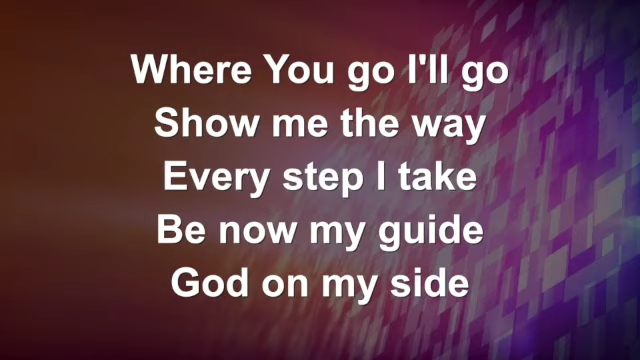 Where You go I'll go
Show me the way
Every step I take
Be now my guide
God on my side